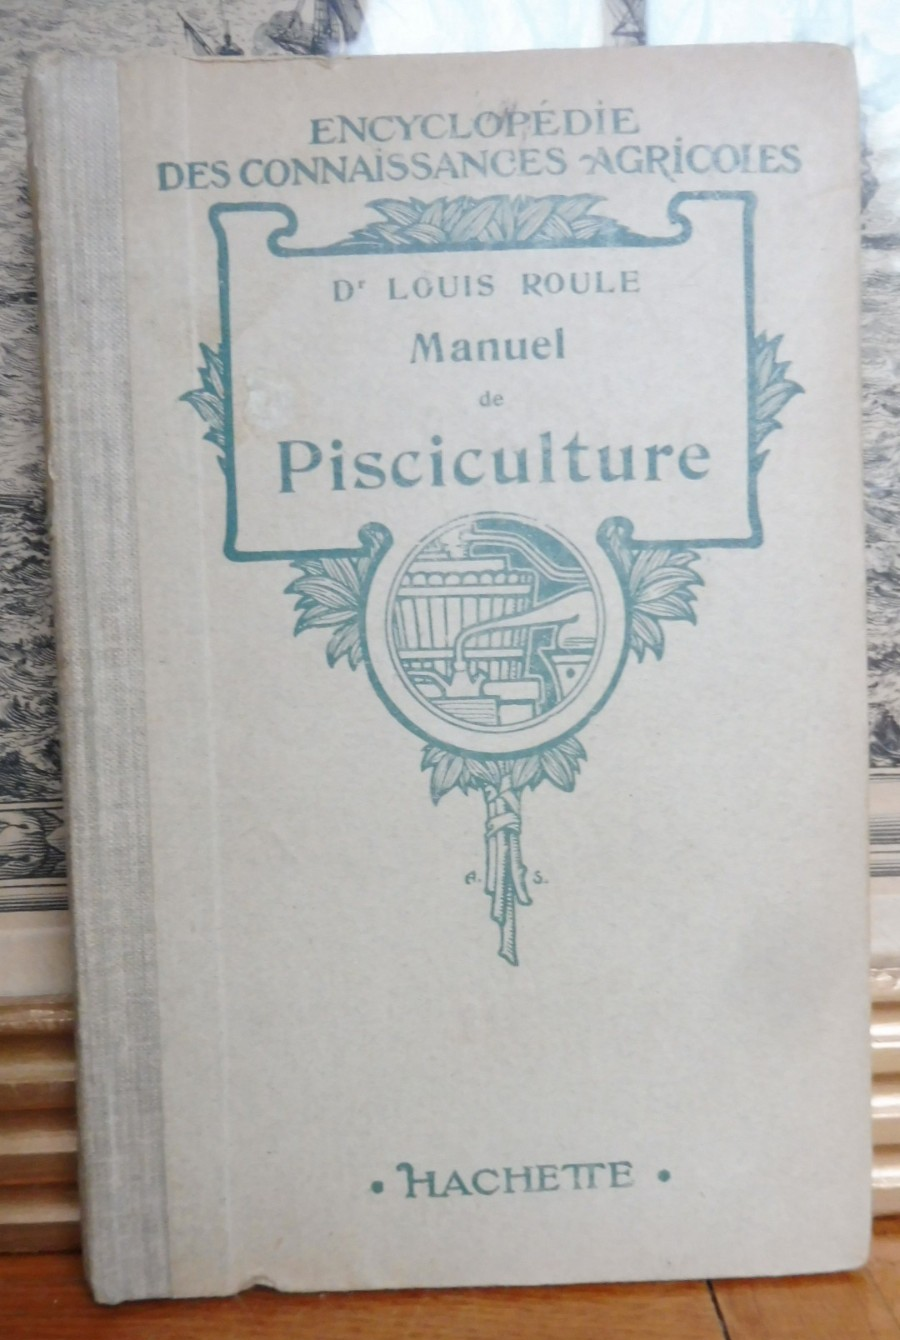 ENCYCLOPÉDIE
DES CONNAISSANCES AGRICOLES
Dr LOUIS ROULE
Manuel
de
Pisciculture
A. S.
• HACHETTE •